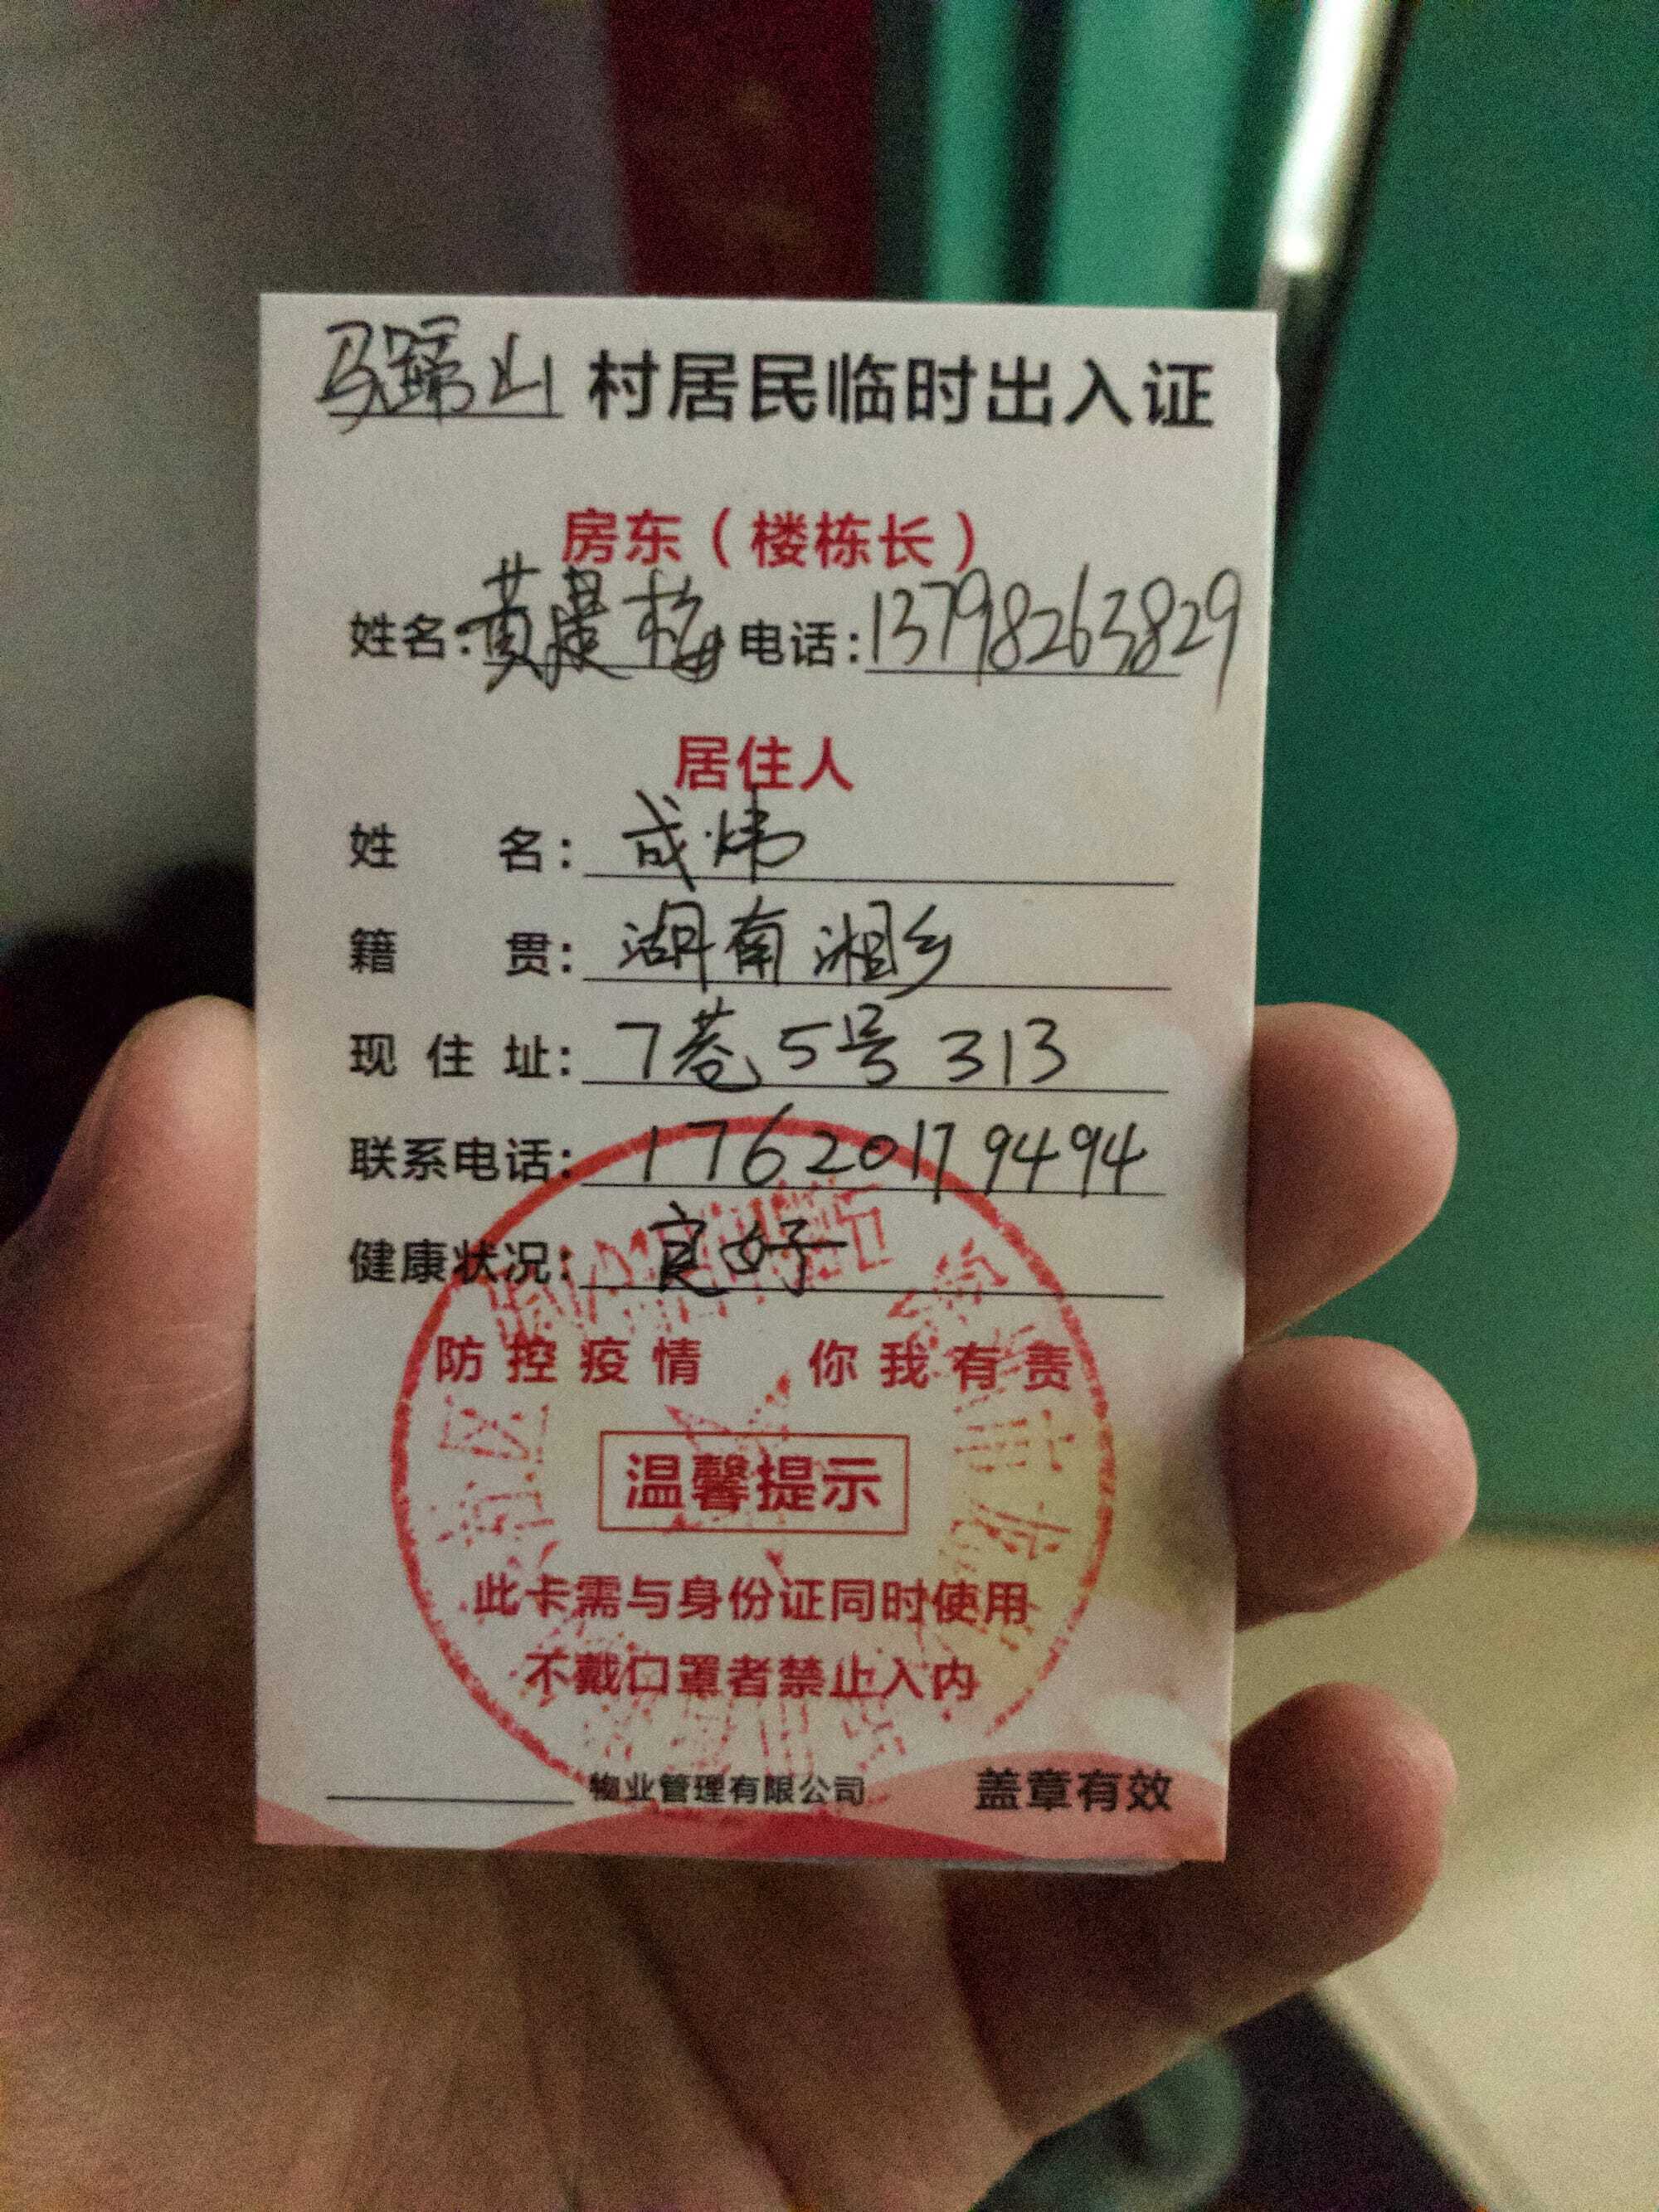 马蹄山 村居民临时出入证
房东（楼栋长）
姓名：黄 梅 电话：13798263829
居住人
姓 名：成炜
籍 贯：湖南湘乡
现 住 址：7巷5号 313
联系电话：17620179494
健康状况：良好
防控疫情 你我有责
温馨提示
此卡需与身份证同时使用
不戴口罩者禁止入内
物业管理有限公司 盖章有效